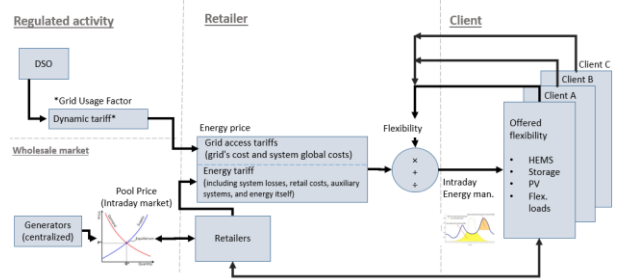 Regulated activity
Retailer
Client
DSO
*Grid Usage Factor
Dynamic tariff*
Wholesale market
Energy price
Grid access tariffs
(grid's cost and system global costs)
Energy tariff
(including system losses, retail costs, auxiliary
systems, and energy itself)
Pool Price
(Intraday market)
Generators
(centralized)
Retailers
Flexibility
×
+
÷
Intraday
Energy man.
Client C
Client B
Client A
Offered
flexibility
• HEMS
• Storage
• PV
• Flex.
loads